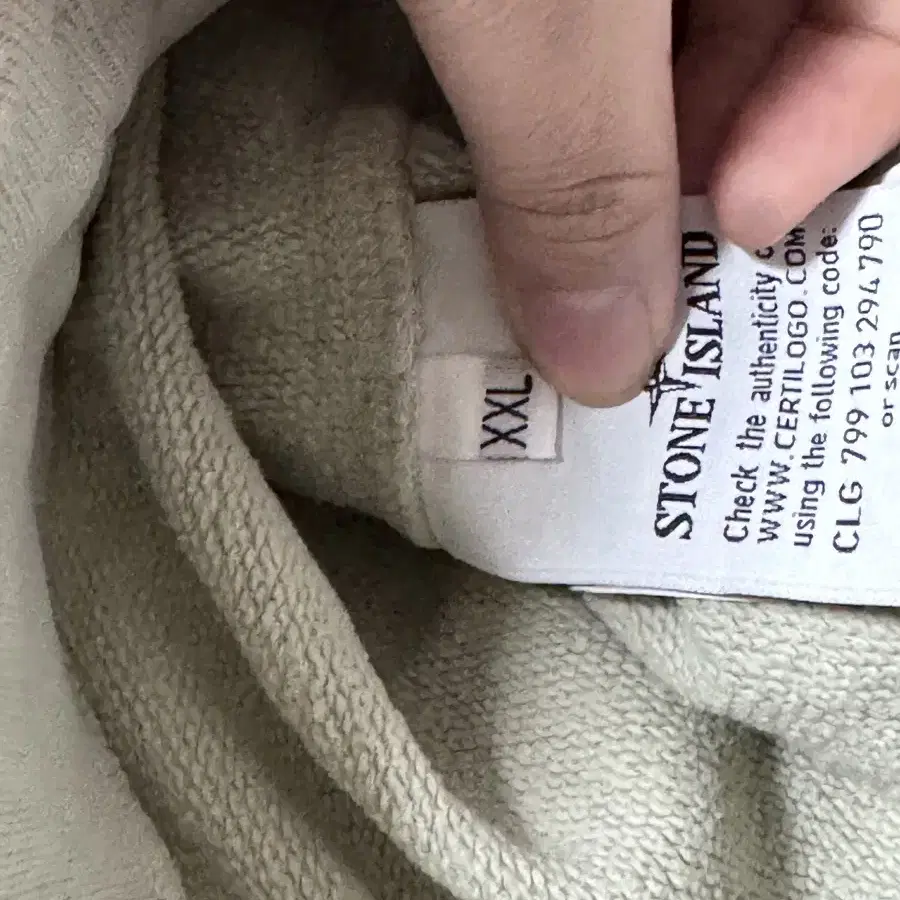 XXL
STONE ISLAND
Check the authenticity
WWW.CERTILOGO.COM
using the following code:
CLG 799 103 294 790
or scan